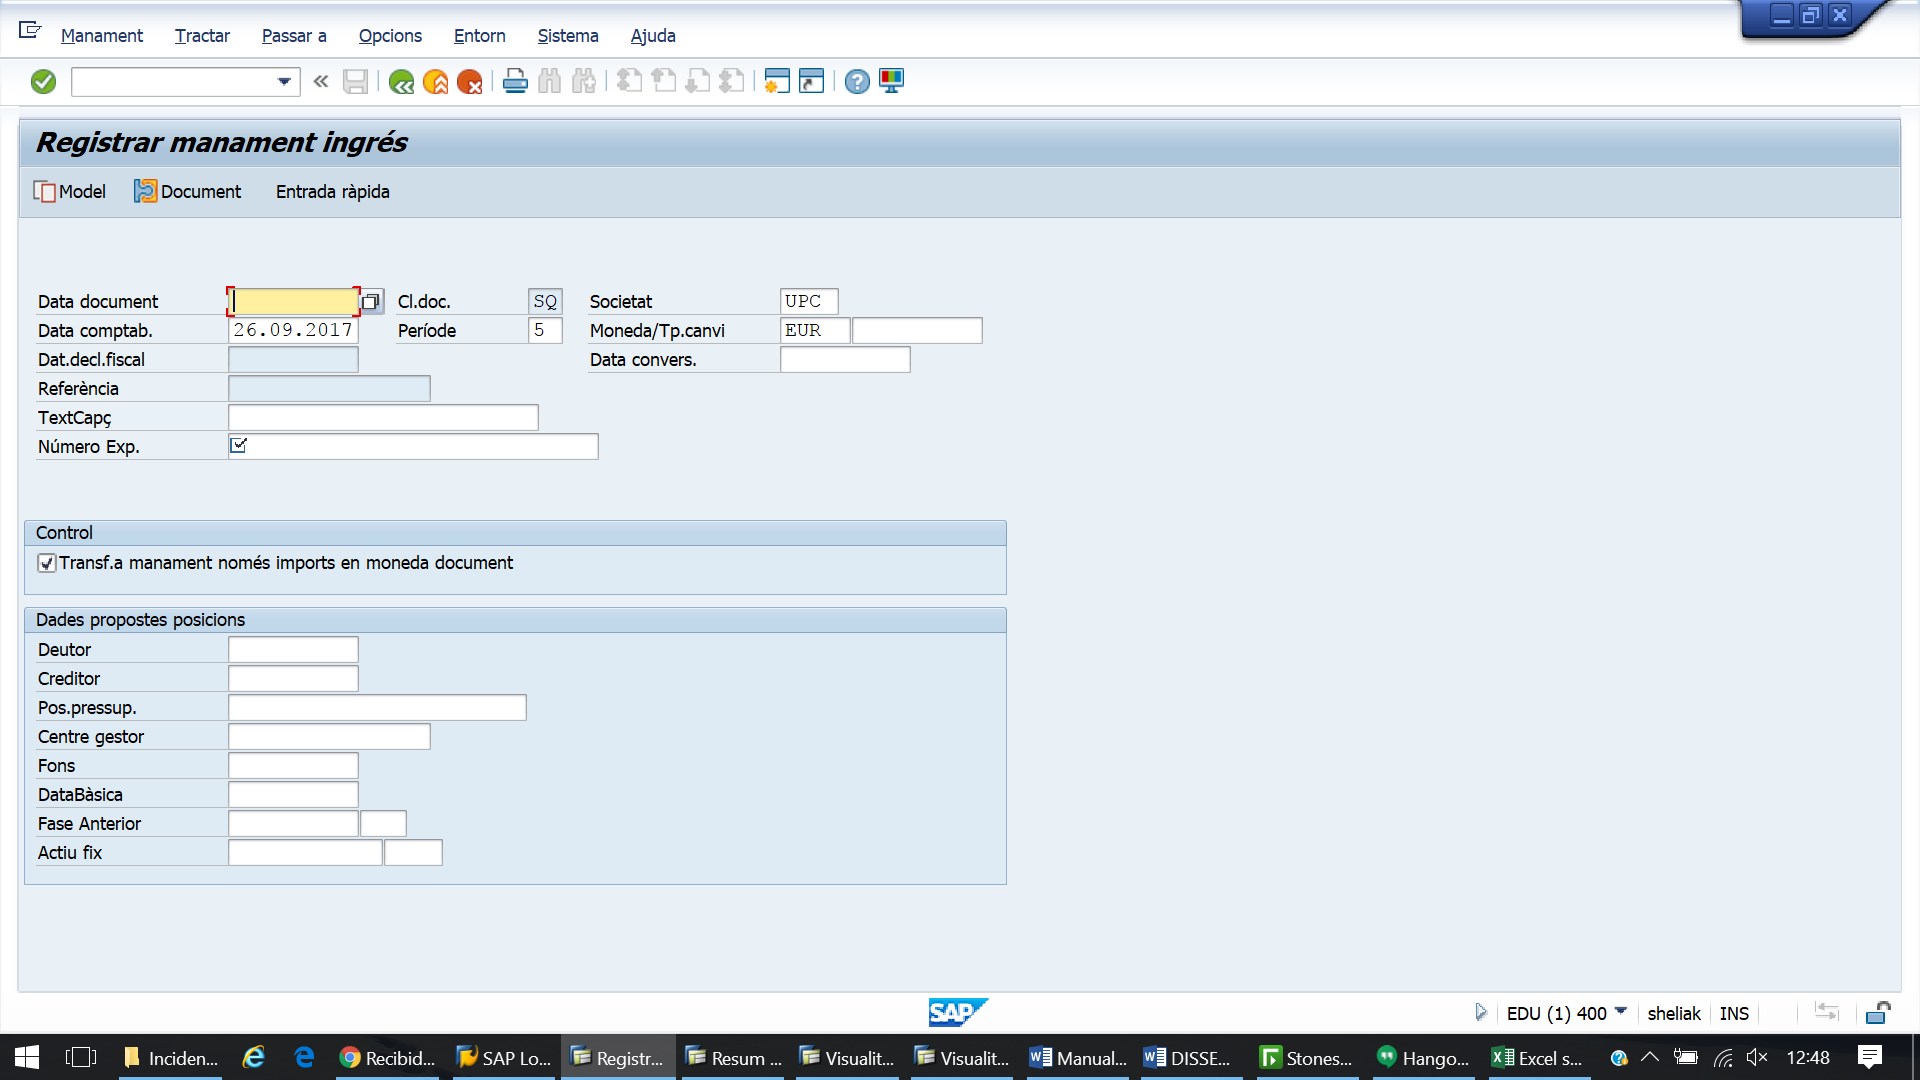 Manament Tractar Passar a Opcions Entorn Sistema Ajuda
Registrar manament ingrés
Model Document Entrada ràpida
Data document Cl.doc. SQ Societat UPC
Data comptab. 26.09.2017 Període 5 Moneda/Tp.canvi EUR
Dat.decl.fiscal Data convers.
Referència
TextCapç
Número Exp.
Control
Transf.a manament només imports en moneda document
Dades propostes posicions
Deutor
Creditor
Pos.pressup.
Centre gestor
Fons
DataBàsica
Fase Anterior
Actiu fix
SAP EDU (1) 400 sheliak INS
Inciden... Recibid... SAP Lo... Registr... Resum ... Visualit... Visualit... Manual... DISSE... Stones... Hango... Excel s... 12:48